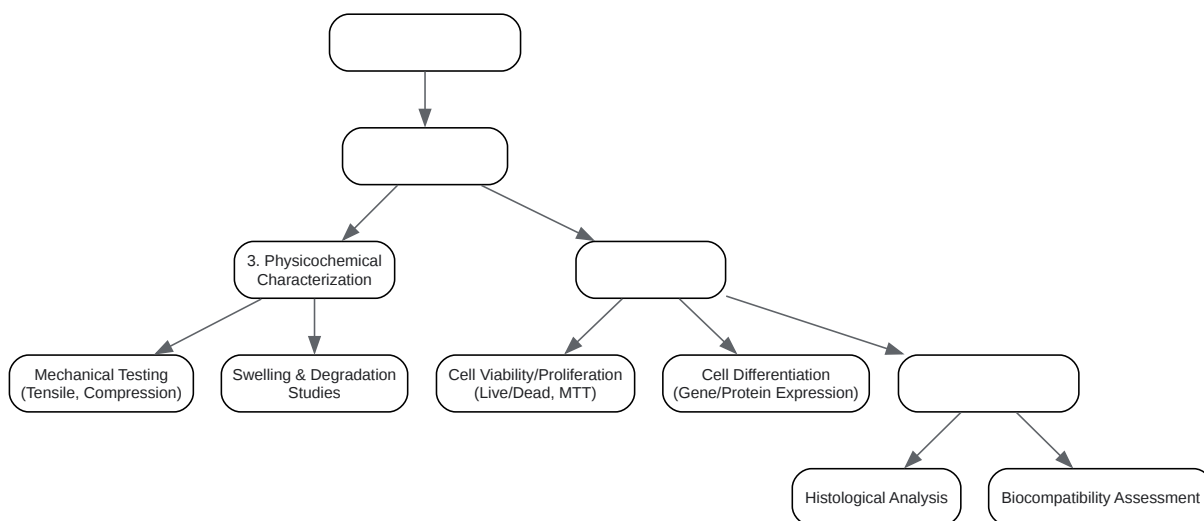 3. Physicochemical
Characterization
Mechanical Testing
(Tensile, Compression)
Swelling & Degradation
Studies
Cell Viability/Proliferation
(Live/Dead, MTT)
Cell Differentiation
(Gene/Protein Expression)
Histological Analysis
Biocompatibility Assessment